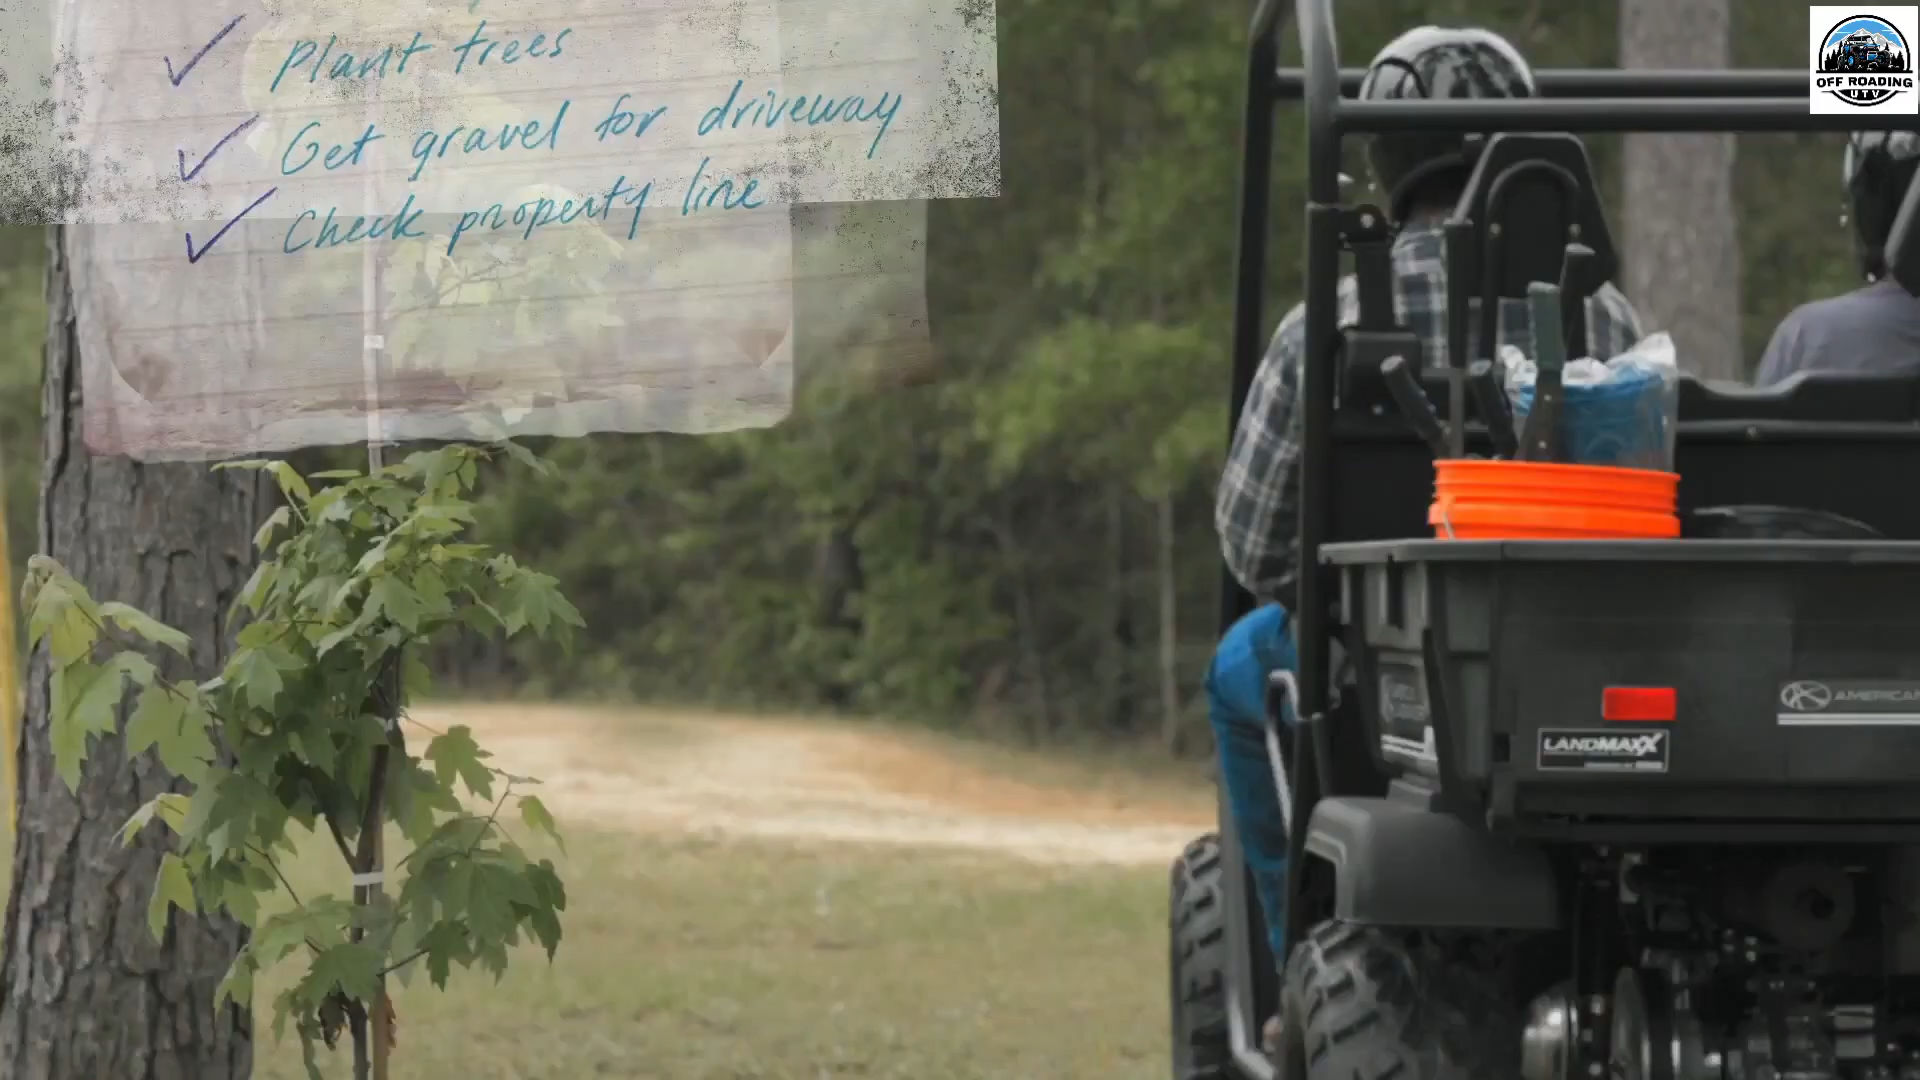 Plant trees
Get gravel for driveway
Check property line
OFF ROADING
UTV
AMERICAN
LANDMAXX